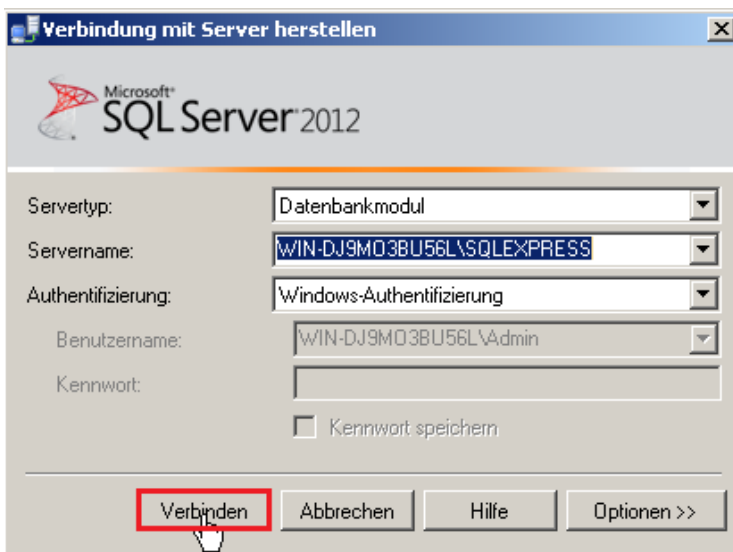 Verbindung mit Server herstellen
Microsoft®
SQL Server® 2012
Servertyp: Datenbankmodul
Servername: WIN-DJ9MO3BU56L\SQLEXPRESS
Authentifizierung: Windows-Authentifizierung
Benutzername: WIN-DJ9MO3BU56L\Admin
Kennwort:
Kennwort speichern
Verbinden Abbrechen Hilfe Optionen >>